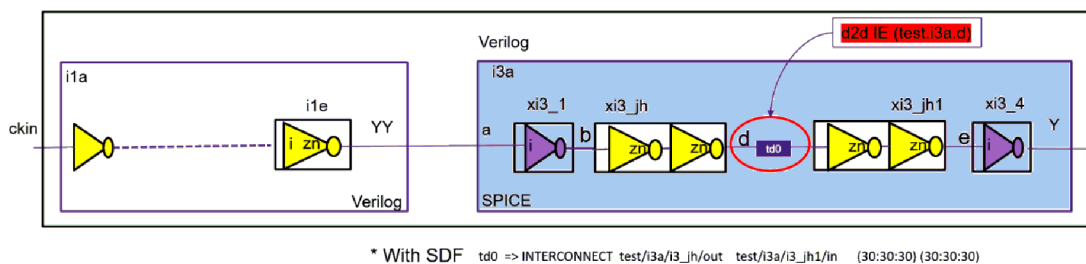 d2d IE (test.i3a.d)
Verilog
i1a
i3a
i1e
xi3_1
xi3_jh
xi3_jh1
xi3_4
ckin
YY
a
b
d
e
Y
i
zn
i
zn
zn
td0
zn
zn
i
Verilog
SPICE
* With SDF td0 => INTERCONNECT test/i3a/i3_jh/out test/i3a/i3_jh1/in (30:30:30) (30:30:30)